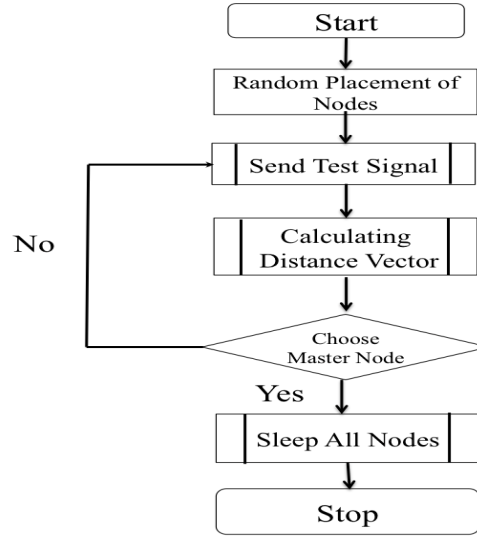 Start
Random Placement of
Nodes
Send Test Signal
Calculating
Distance Vector
No
Choose
Master Node
Yes
Sleep All Nodes
Stop